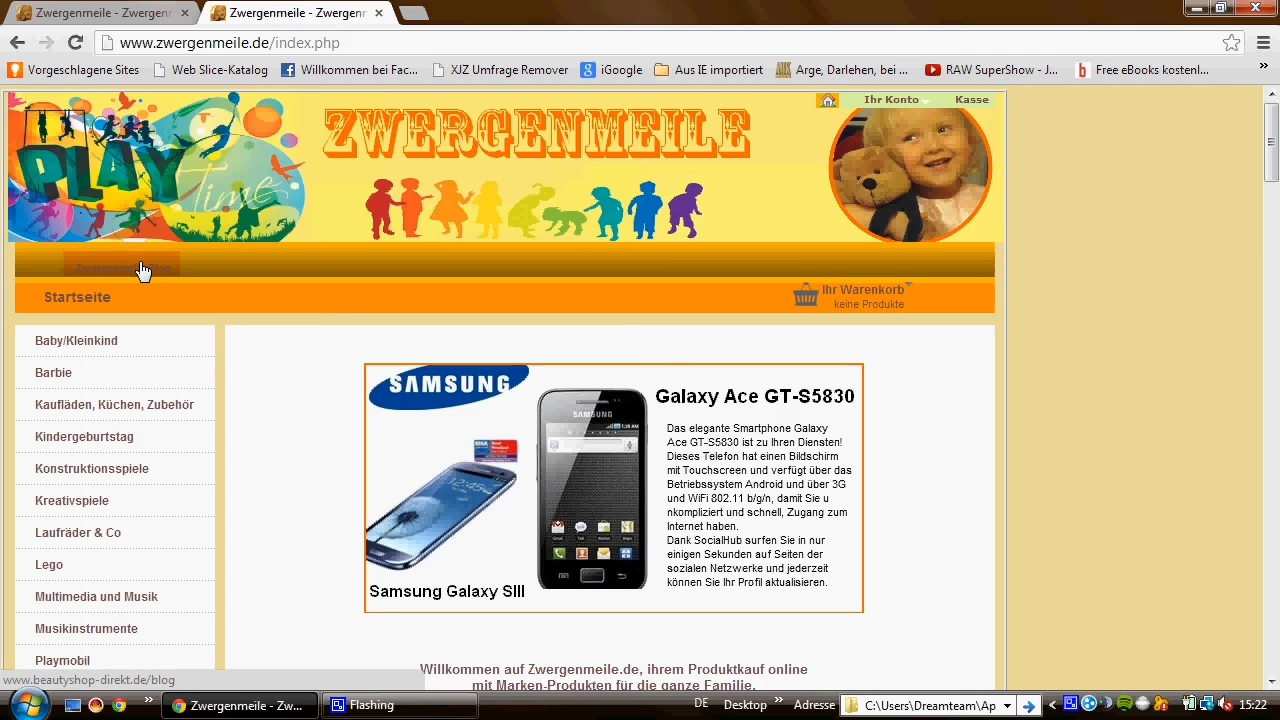 Zwergenmeile - Zwergenr
Zwergenmeile - Zwergenr
www.zwergenmeile.de/index.php
Vorgeschlagene Sites
Web Slice-Katalog
Willkommen bei Fac...
XJZ Umfrage Remover
iGoogle
Aus IE importiert
Arge, Darlehen, bei ...
RAW SuperShow - J...
Free eBooks kostenl...
»
PLAY
time
ZWERGENMEILE
Ihr Konto
Kasse
Startseite
Ihr Warenkorb
keine Produkte
Baby/Kleinkind
Barbie
Kaufläden, Küchen, Zubehör
Kindergeburtstag
Konstruktionsspiele
Kreativspiele
Laufräder & Co
Lego
Multimedia und Musik
Musikinstrumente
Playmobil
SAMSUNG
SAMSUNG
Galaxy Ace GT-S5830
Das elegante Smartphone Galaxy
Ace GT-S5830 ist zu Ihren Diensten!
Dieses Telefon hat einen Bildschirm
mit Touchscreen und verfügt über das
Betriebssystem Android und über 3G
und WiFi 802.11 b/g/n, damit Sie u
nkompliziert und schnell, Zugang zum
Internet haben.
Dank SocialHub surfen Sie in nur
einigen Sekunden auf Seiten der
sozialen Netzwerke und jederzeit
können Sie Ihr Profil aktualisieren.
Samsung Galaxy SIII
Willkommen auf Zwergenmeile.de, ihrem Produktkauf online
mit Marken-Produkten für die ganze Familie.
www.beautyshop-direkt.de/blog
»
Zwergenmeile - Zw...
Flashing
DE
Desktop
»
Adresse
C:\Users\Dreamteam\Ap
15:22